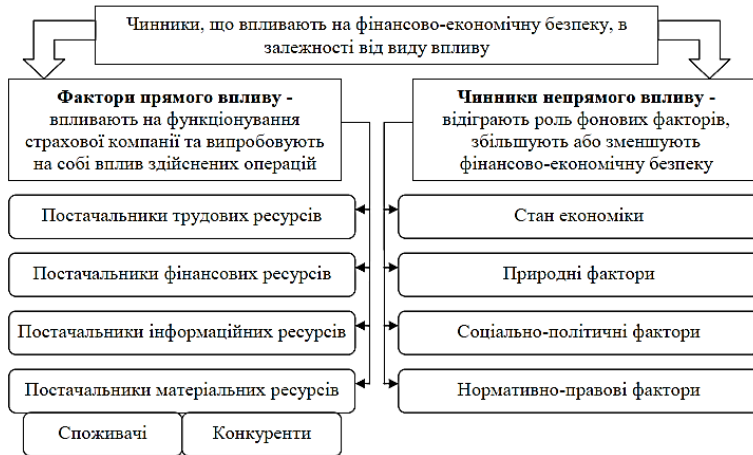 Чинники, що впливають на фінансово-економічну безпеку, в
залежності від виду впливу
Фактори прямого впливу -
впливають на функціонування
страхової компанії та випробовують
на собі вплив здійснених операцій
Чинники непрямого впливу -
відіграють роль фонових факторів,
збільшують або зменшують
фінансово-економічну безпеку
Постачальники трудових ресурсів
Стан економіки
Постачальники фінансових ресурсів
Природні фактори
Постачальники інформаційних ресурсів
Соціально-політичні фактори
Постачальники матеріальних ресурсів
Нормативно-правові фактори
Споживачі
Конкуренти